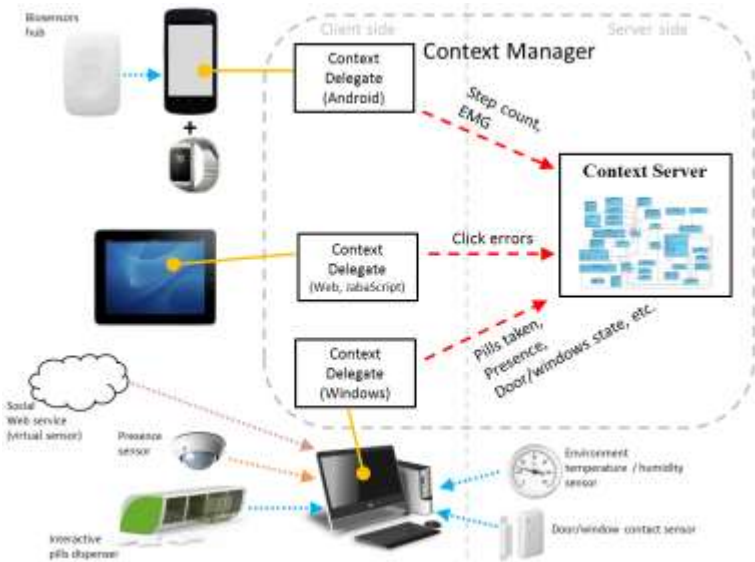 Biosensors
hub
Client side
Server side
Context Manager
Context
Delegate
(Android)
Step count,
EMG
Context Server
Context
Delegate
(Web, JabaScript)
Click errors
Context
Delegate
(Windows)
Pills taken,
Presence,
Door/windows state, etc.
Social
Web service
(virtual sensor)
Presence
sensor
Environment
temperature / humidity
sensor
Interactive
pills dispenser
Door/window contact sensor